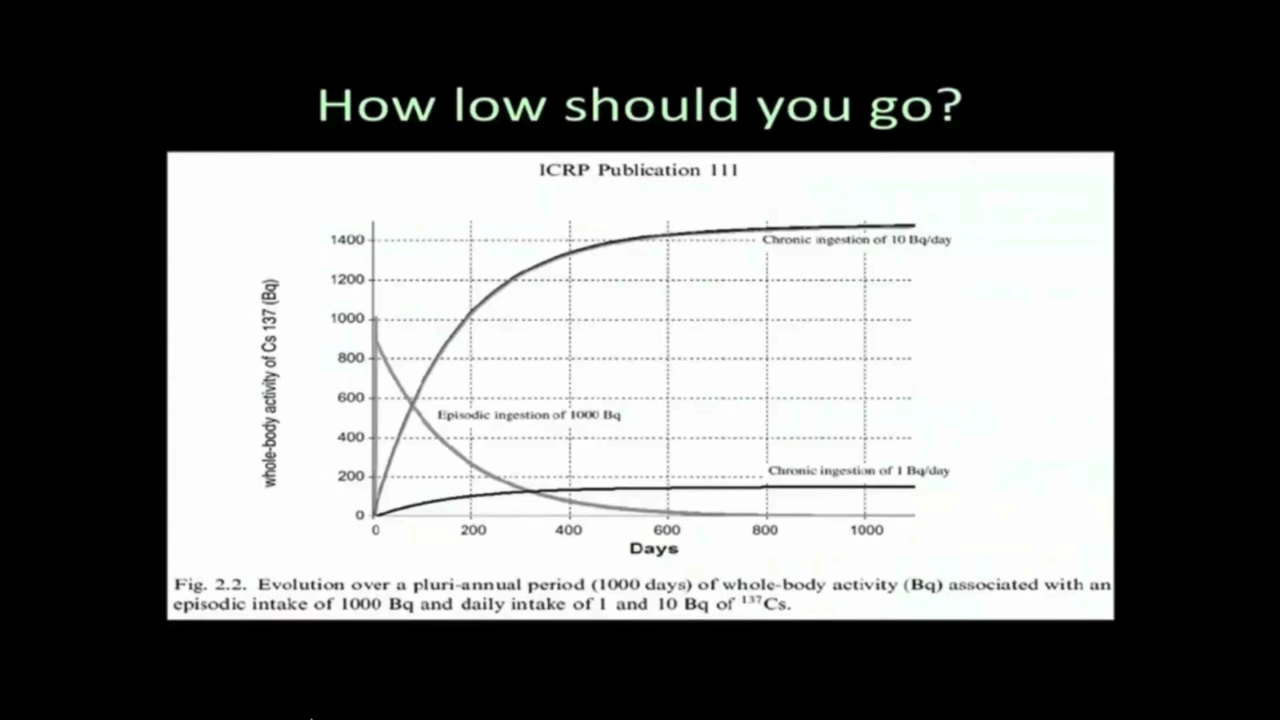 How low should you go?
ICRP Publication 111
whole-body activity of Cs 137 (Bq)
1400
1200
1000
800
600
400
200
0
Chronic ingestion of 10 Bq/day
Episodic ingestion of 1000 Bq
Chronic ingestion of 1 Bq/day
0 200 400 600 800 1000
Days
Fig. 2.2. Evolution over a pluri-annual period (1000 days) of whole-body activity (Bq) associated with an
episodic intake of 1000 Bq and daily intake of 1 and 10 Bq of ¹³⁷Cs.